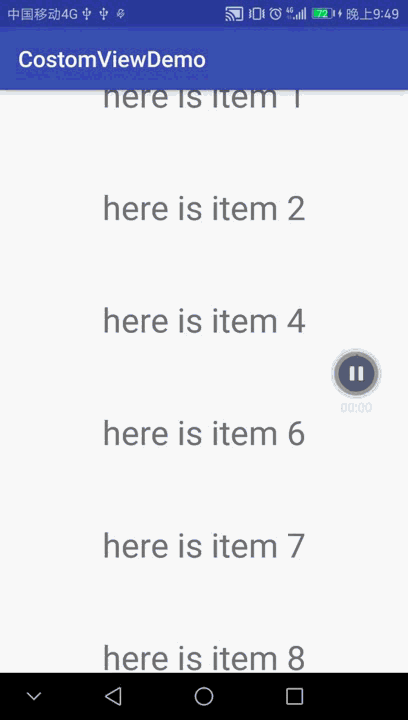 中国移动4G 4G 72 晚上9:49
CostomViewDemo
here is item 1
here is item 2
here is item 4
00:00
here is item 6
here is item 7
here is item 8